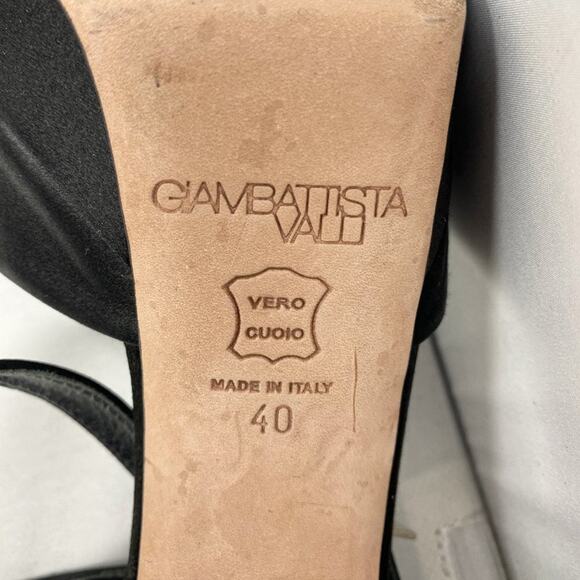 GIAMBATTISTA
VALLI
VERO
CUOIO
MADE IN ITALY
40